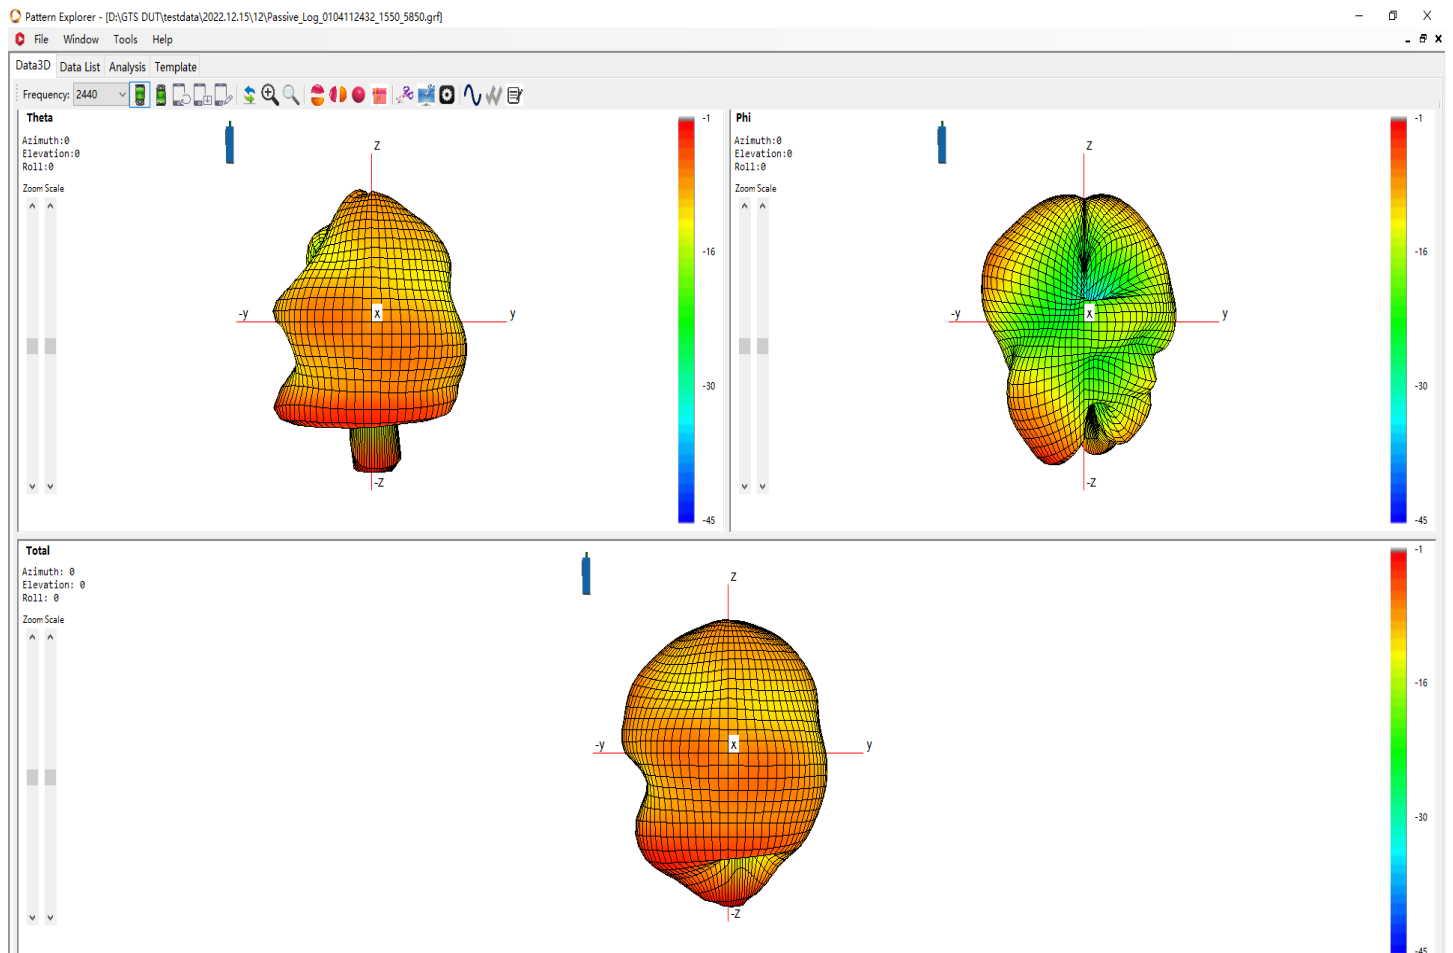 Pattern Explorer - [D:\GTS DUT\testdata\2022.12.15\12\Passive_Log_0104112432_1550_5850.grf]
File Window Tools Help
Data3D Data List Analysis Template
Frequency: 2440
Theta
Azimuth:0
Elevation:0
Roll:0
Zoom Scale
Z
-y
x
y
-Z
-1
-16
-30
-45
Phi
Azimuth:0
Elevation:0
Roll:0
Zoom Scale
Z
-y
x
y
-Z
-1
-16
-30
-45
Total
Azimuth: 0
Elevation: 0
Roll: 0
Zoom Scale
Z
-y
x
y
-Z
-1
-16
-30
-45